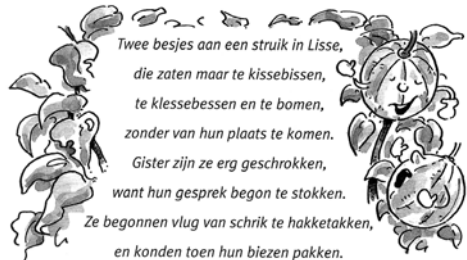 Twee besjes aan een struik in Lisse,
die zaten maar te kissebissen,
te klessebessen en te bomen,
zonder van hun plaats te komen.
Gister zijn ze erg geschrokken,
want hun gesprek begon te stokken.
Ze begonnen vlug van schrik te hakketakken,
en konden toen hun biezen pakken.